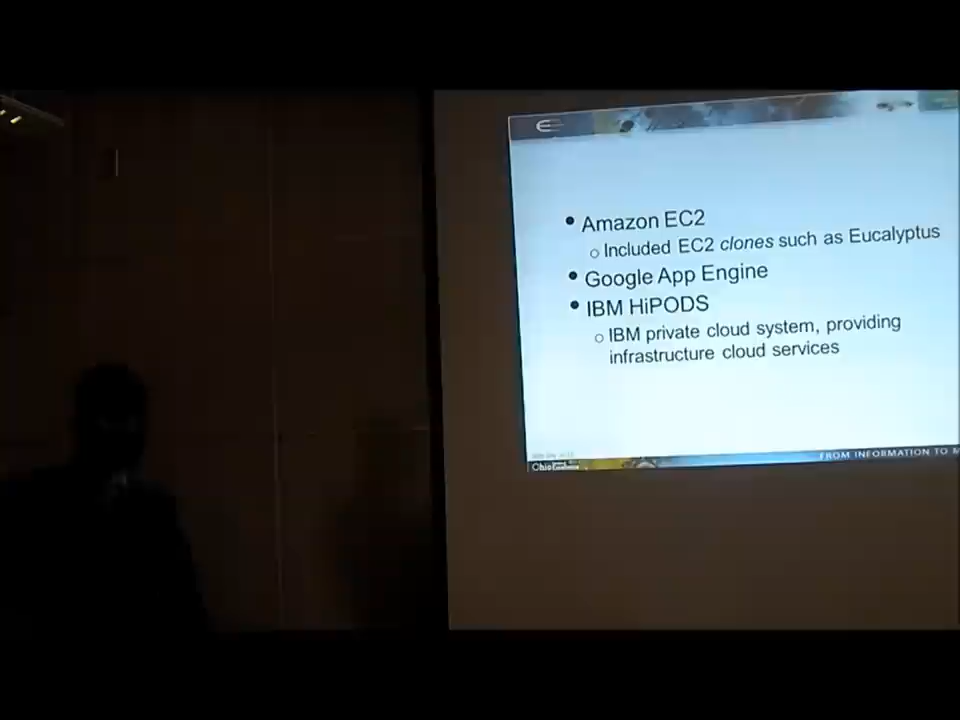 • Amazon EC2
○ Included EC2 clones such as Eucalyptus
• Google App Engine
• IBM HiPODS
○ IBM private cloud system, providing
infrastructure cloud services
FROM INFORMATION TO